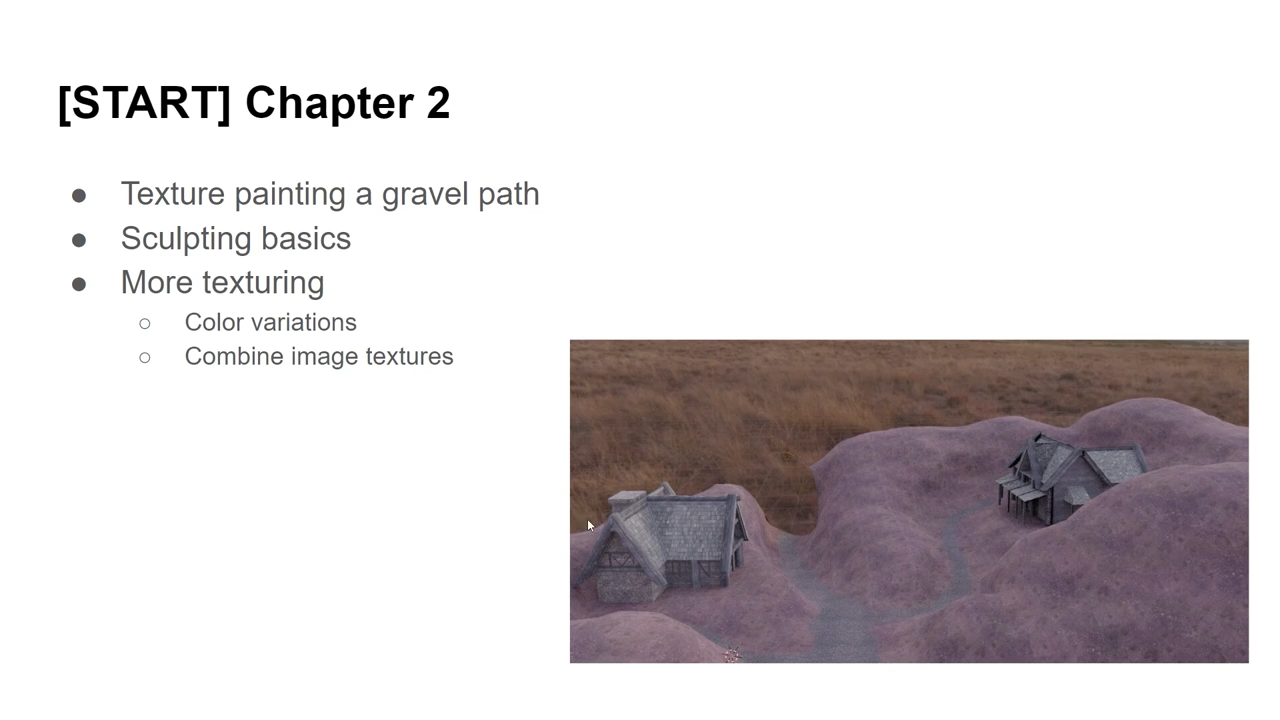 [START] Chapter 2
● Texture painting a gravel path
● Sculpting basics
● More texturing
○ Color variations
○ Combine image textures